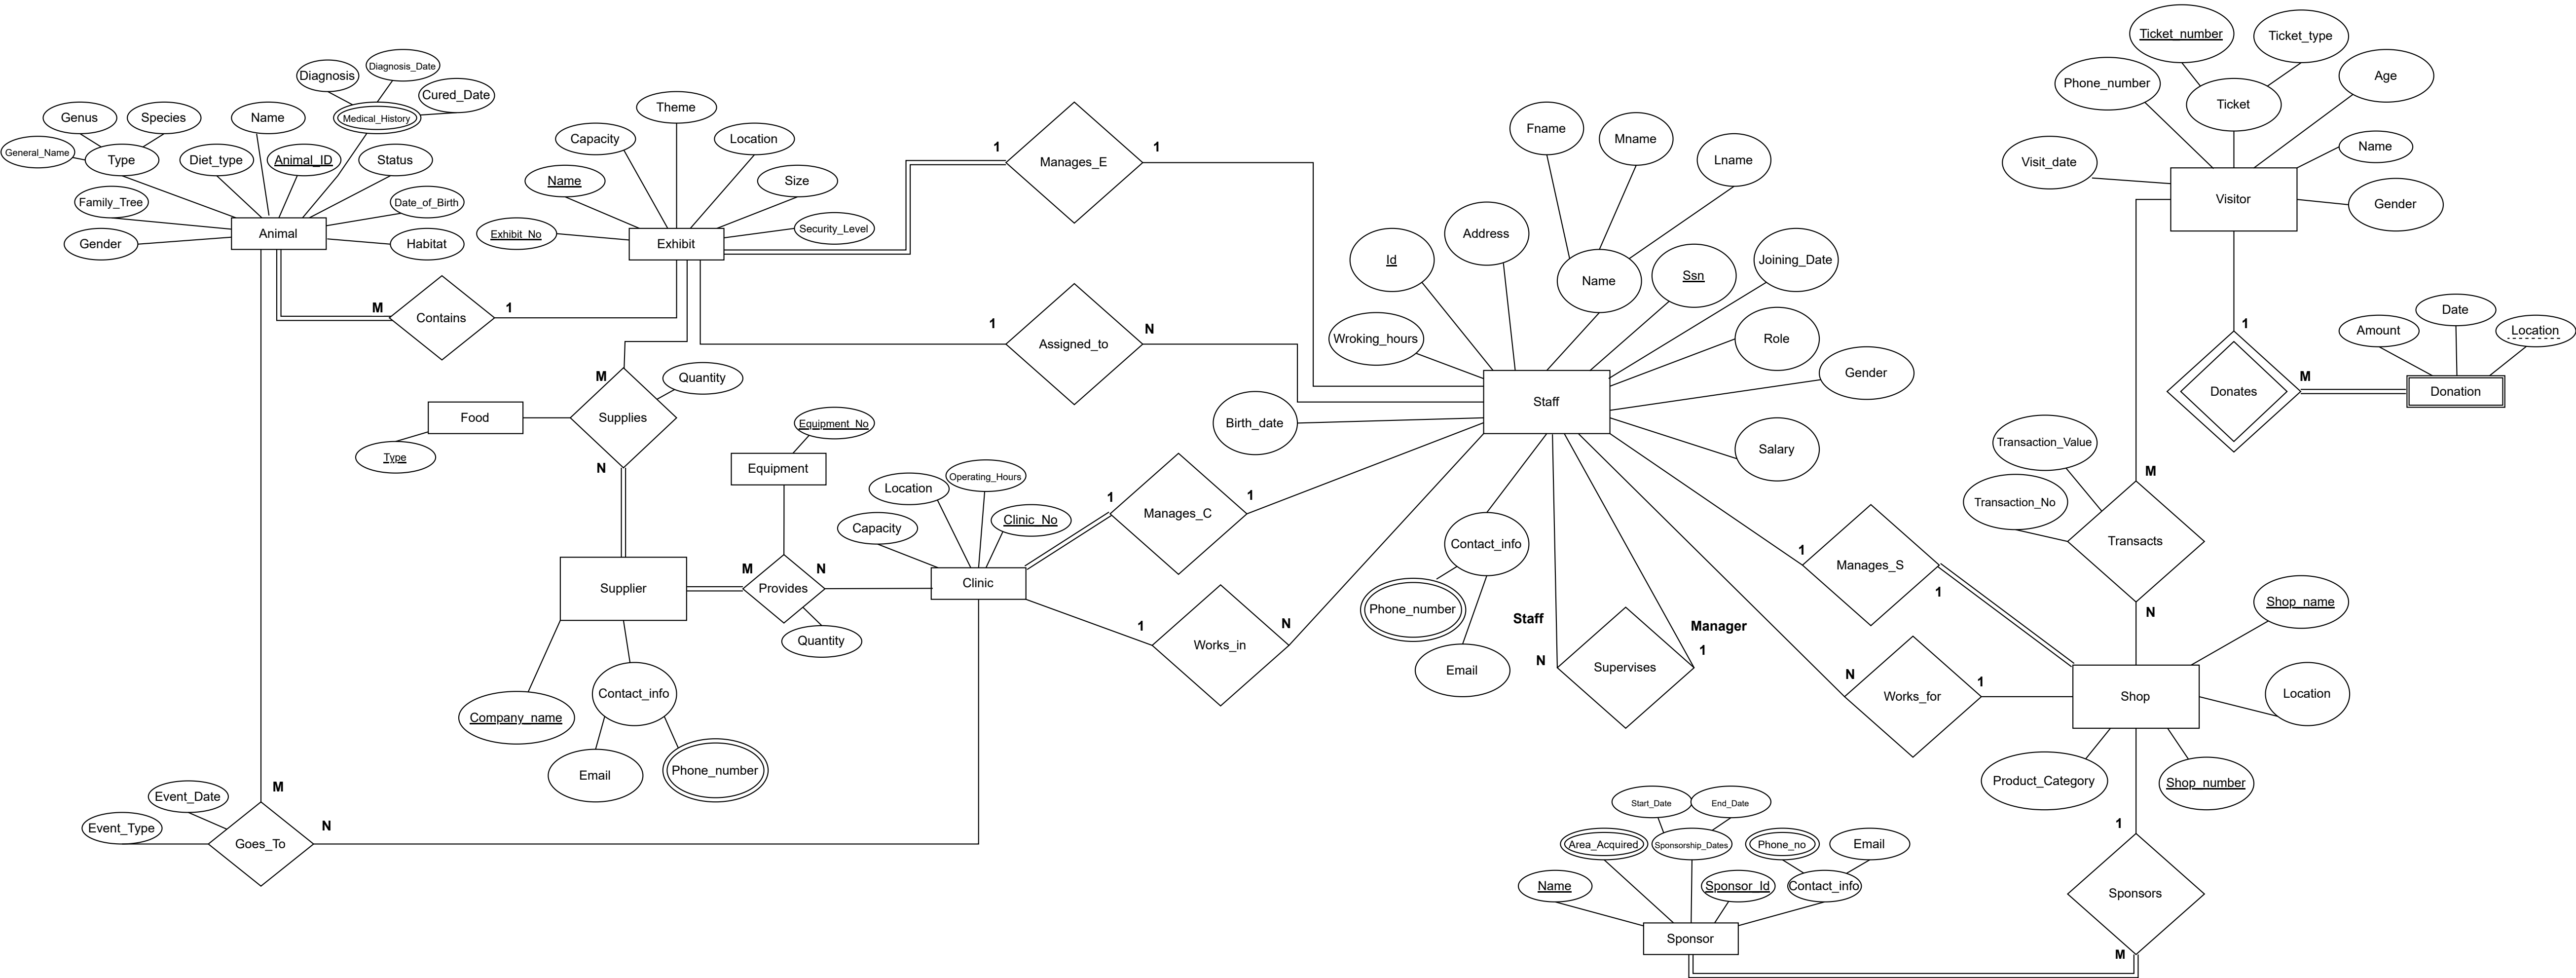 Ticket_number
Ticket_type
Diagnosis_Date
Diagnosis
Age
Phone_number
Cured_Date
Ticket
Theme
Genus
Species
Name
Medical_History
Fname
Mname
Capacity
Location
1
Manages_E
1
Lname
Name
General_Name
Type
Diet_type
Animal_ID
Status
Visit_date
Name
Size
Family_Tree
Date_of_Birth
Visitor
Gender
Exhibit_No
Security_Level
Address
Animal
Gender
Habitat
Exhibit
Id
Joining_Date
Ssn
Name
M
1
Contains
Date
1
N
Assigned_to
1
Amount
Location
Wroking_hours
Role
Gender
M
Quantity
M
Donates
Donation
Staff
Food
Supplies
Equipment_No
Birth_date
Type
Transaction_Value
Salary
N
Equipment
M
Operating_Hours
Location
1
1
Transaction_No
Manages_C
Clinic_No
Capacity
Transacts
Contact_info
1
Manages_S
M
N
Clinic
Supplier
Provides
1
Shop_name
Phone_number
N
Staff
1
N
Manager
Quantity
Works_in
1
N
Supervises
Email
N
1
Contact_info
Works_for
Shop
Location
Company_name
Phone_number
Email
Product_Category
Shop_number
M
Event_Date
Start_Date
End_Date
1
N
Event_Type
Goes_To
Area_Acquired
Sponsorship_Dates
Phone_no
Email
Name
Sponsor_Id
Contact_info
Sponsors
Sponsor
M